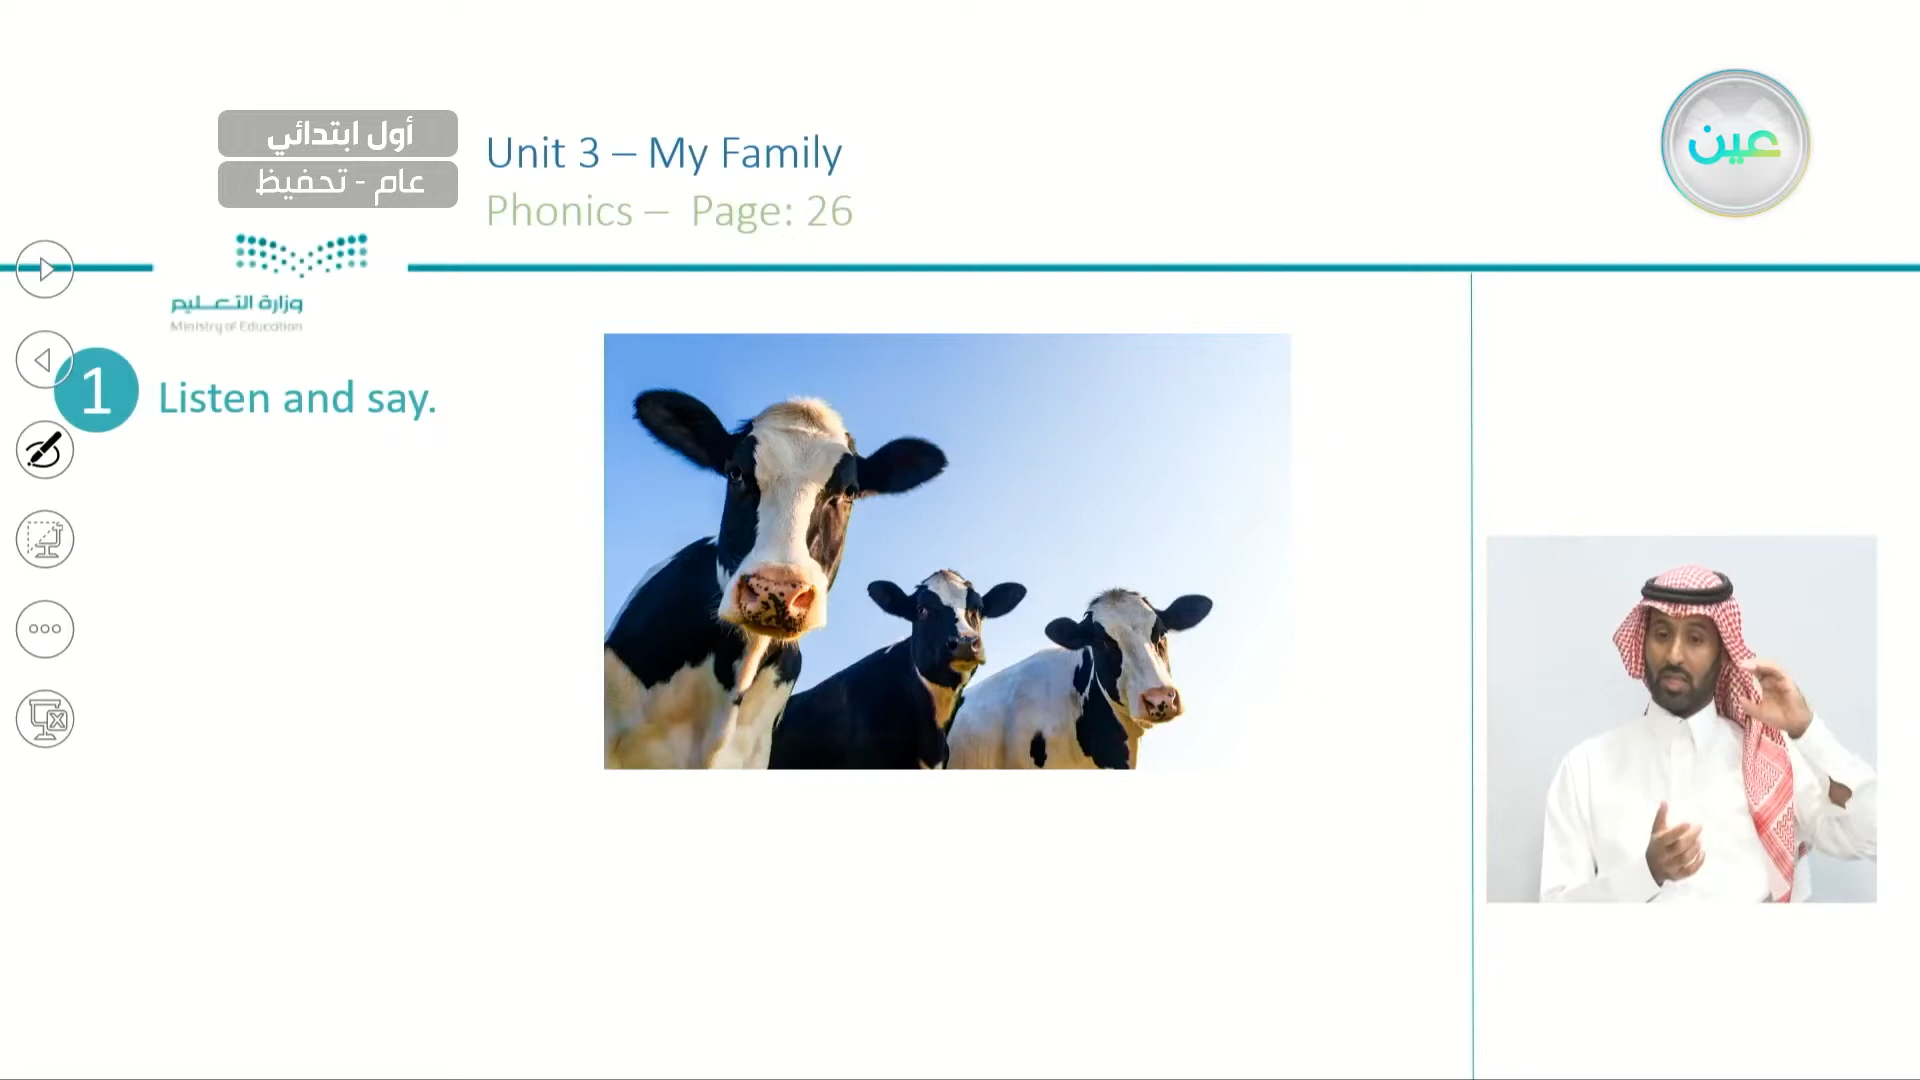 أول ابتدائي
عام - تحفيظ
Unit 3 – My Family
Phonics – Page: 26
عين
وزارة التعليم
Ministry of Education
1 Listen and say.